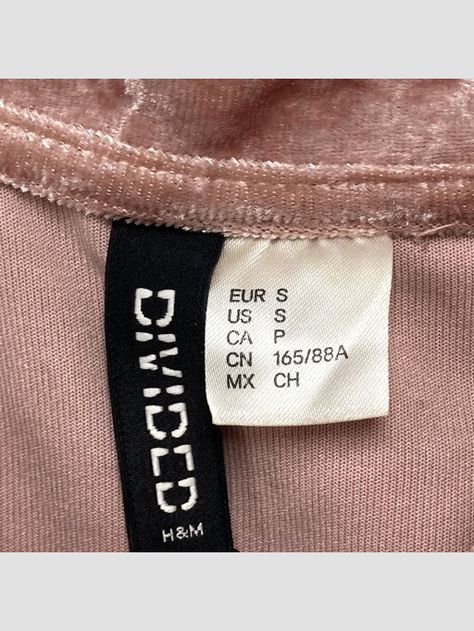 DIVIDED
H&M
EUR S
US S
CA P
CN 165/88A
MX CH